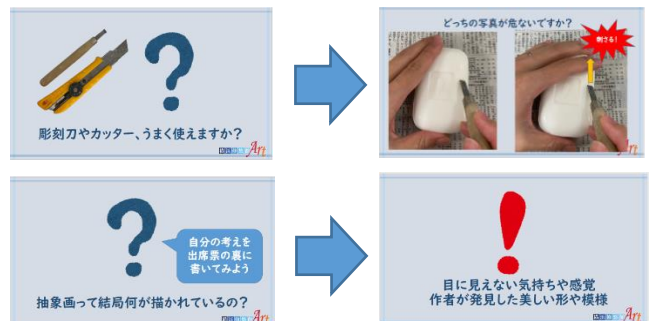 彫刻刀やカッター、うまく使えますか？
Art
どっちの写真が危ないですか？
自分の考えを
出席票の裏に
書いてみよう
抽象画って結局何が描かれているの？
Art
目に見えない気持ちや感覚
作者が発見した美しい形や模様
Art